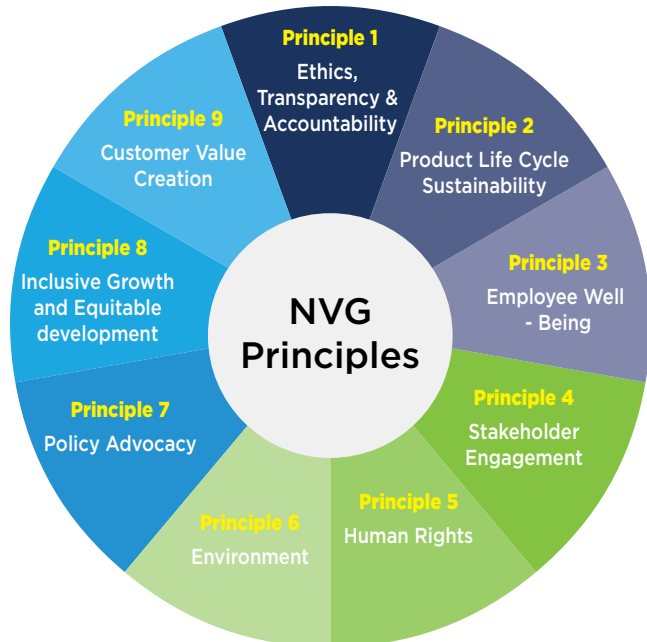 Principle 1
Ethics,
Transparency &
Accountability
Principle 2
Product Life Cycle
Sustainability
Principle 3
Employee Well
- Being
Principle 4
Stakeholder
Engagement
Principle 5
Human Rights
Principle 6
Environment
Principle 7
Policy Advocacy
Principle 8
Inclusive Growth
and Equitable
development
Principle 9
Customer Value
Creation
NVG
Principles